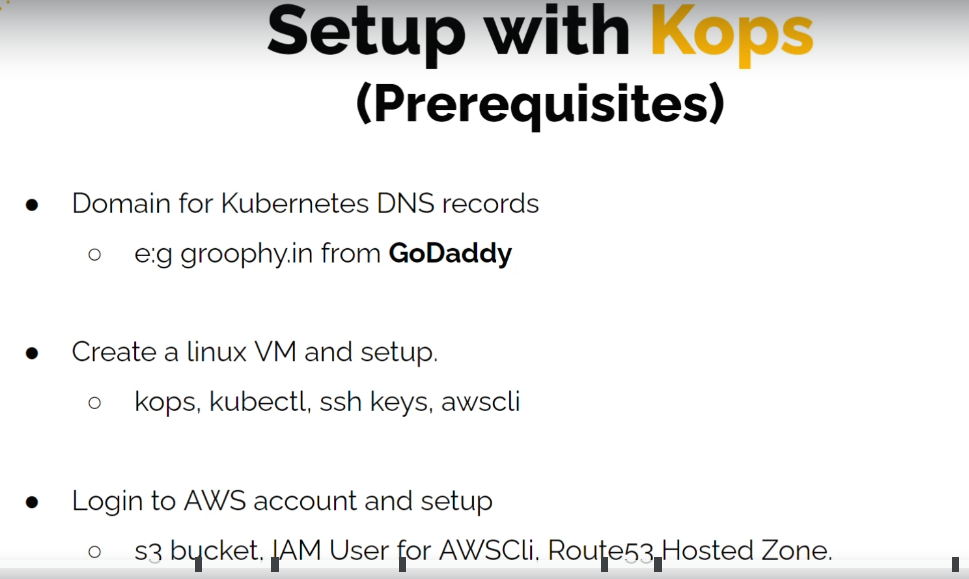 Setup with Kops
(Prerequisites)
● Domain for Kubernetes DNS records
○ e:g groophy.in from GoDaddy
● Create a linux VM and setup.
○ kops, kubectl, ssh keys, awscli
● Login to AWS account and setup
○ s3 bucket, IAM User for AWSCli, Route53 Hosted Zone.